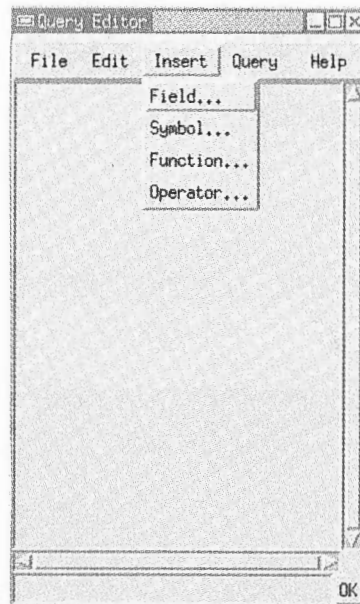 Query Editor
File Edit Insert Query Help
Field...
Symbol...
Function...
Operator...
OK